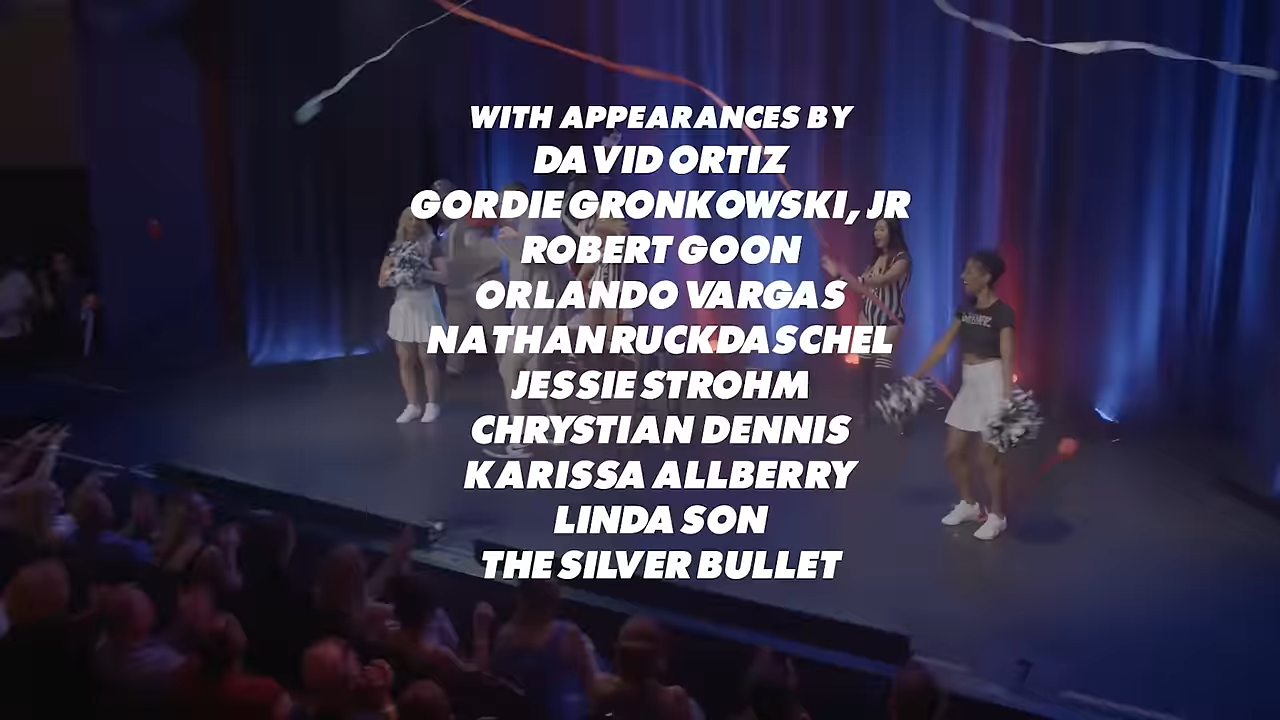 WITH APPEARANCES BY
DAVID ORTIZ
GORDIE GRONKOWSKI, JR
ROBERT GOON
ORLANDO VARGAS
NATHAN RUCKDASCHEL
JESSIE STROHM
CHRYSTIAN DENNIS
KARISSA ALLBERRY
LINDA SON
THE SILVER BULLET